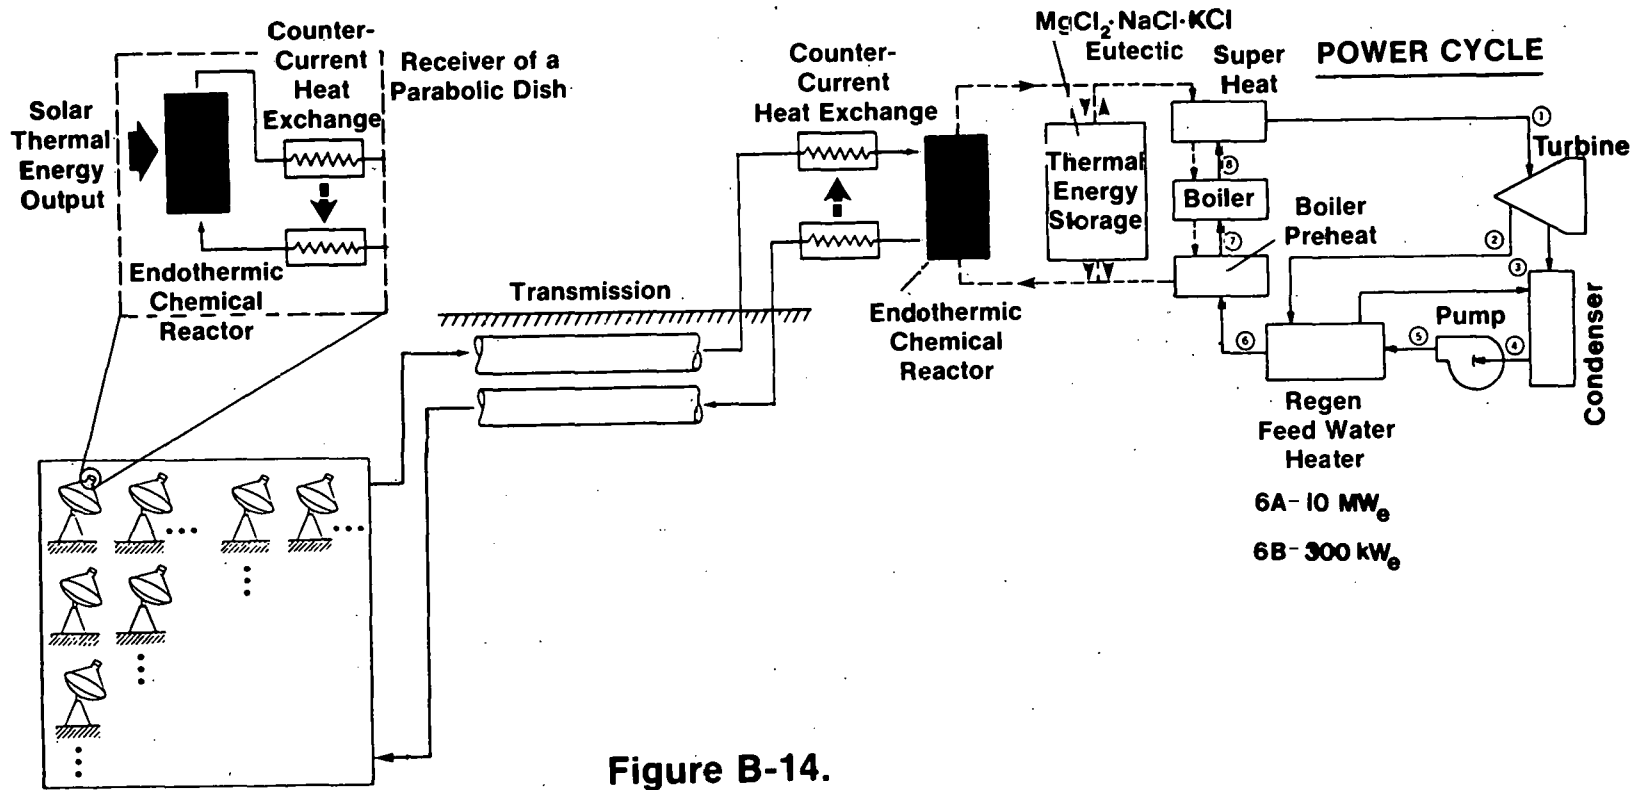 Solar
Thermal
Energy
Output
Counter-
Current
Heat
Exchange
Receiver of a
Parabolic Dish
Endothermic
Chemical
Reactor
Transmission
Counter-
Current
Heat Exchange
Endothermic
Chemical
Reactor
MgCl₂·NaCl·KCl
Eutectic
Thermal
Energy
Storage
Super
Heat
POWER CYCLE
①
Turbine
⑧
Boiler
⑦
Boiler
Preheat
②
③
Condenser
Pump
④
⑤
⑥
Regen
Feed Water
Heater
6A-10 MWₑ
6B-300 kWₑ
Figure B-14.